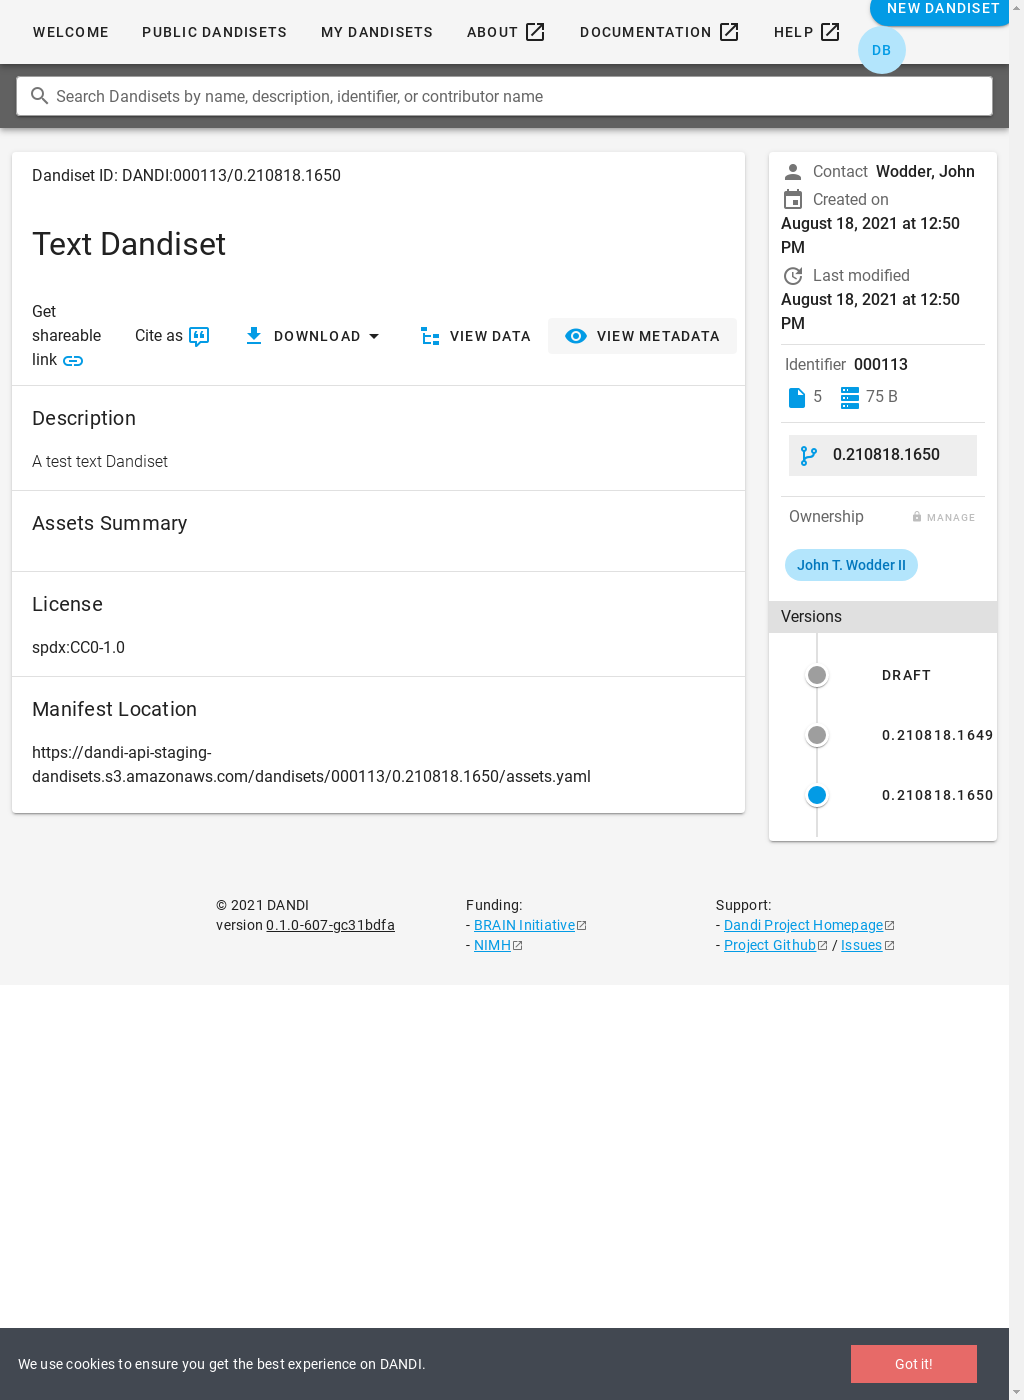 WELCOME
PUBLIC DANDISETS
MY DANDISETS
ABOUT
DOCUMENTATION
HELP
NEW DANDISET
DB
Search Dandisets by name, description, identifier, or contributor name
Dandiset ID: DANDI:000113/0.210818.1650
Text Dandiset
Get
shareable
link
Cite as
DOWNLOAD
VIEW DATA
VIEW METADATA
Description
A test text Dandiset
Assets Summary
License
spdx:CC0-1.0
Manifest Location
https://dandi-api-staging-
dandisets.s3.amazonaws.com/dandisets/000113/0.210818.1650/assets.yaml
Contact Wodder, John
Created on
August 18, 2021 at 12:50
PM
Last modified
August 18, 2021 at 12:50
PM
Identifier 000113
5 75 B
0.210818.1650
Ownership MANAGE
John T. Wodder II
Versions
DRAFT
0.210818.1649
0.210818.1650
© 2021 DANDI
version 0.1.0-607-gc31bdfa
Funding:
- BRAIN Initiative
- NIMH
Support:
- Dandi Project Homepage
- Project Github / Issues
We use cookies to ensure you get the best experience on DANDI.
Got it!